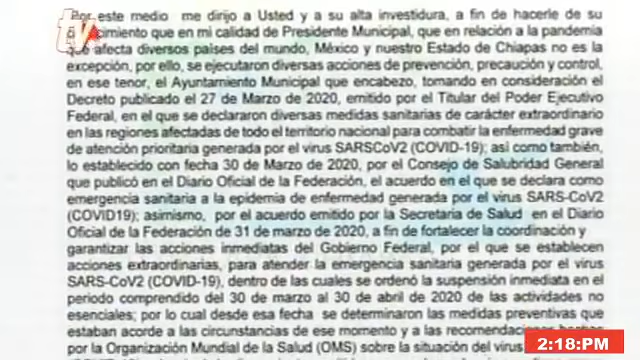 Por este medio me dirijo a Usted y a su alta investidura, a fin de hacerle de su
tv
que en mi calidad de Presidente Municipal, que en relación a la pandemia
que afecta diversos países del mundo, México y nuestro Estado de Chiapas no es la
excepción, por ello, se ejecutaron diversas acciones de prevención, precaución y control,
en ese tenor, el Ayuntamiento Municipal que encabezo, tomando en consideración el
Decreto publicado el 27 de Marzo de 2020, emitido por el Titular del Poder Ejecutivo
Federal, en el que se declararon diversas medidas sanitarias de carácter extraordinario
en las regiones afectadas de todo el territorio nacional para combatir la enfermedad grave
de atención prioritaria generada por el virus SARSCoV2 (COVID-19); así como también,
lo establecido con fecha 30 de Marzo de 2020, por el Consejo de Salubridad General
que publicó en el Diario Oficial de la Federación, el acuerdo en el que se declara como
emergencia sanitaria a la epidemia de enfermedad generada por el virus SARS-CoV2
(COVID19); asimismo, por el acuerdo emitido por la Secretaria de Salud en el Diario
Oficial de la Federación de 31 de marzo de 2020, a fin de fortalecer la coordinación y
garantizar las acciones inmediatas del Gobierno Federal, por el que se establecen
acciones extraordinarias, para atender la emergencia sanitaria generada por el virus
SARS-CoV2 (COVID-19), dentro de las cuales se ordenó la suspensión inmediata en el
periodo comprendido del 30 de marzo al 30 de abril de 2020 de las actividades no
esenciales; por lo cual desde esa fecha se determinaron las medidas preventivas que
estaban acorde a las circunstancias de ese momento y a las recomendaciones
por la Organización Mundial de la Salud (OMS) sobre la situación del virus
2:18:PM